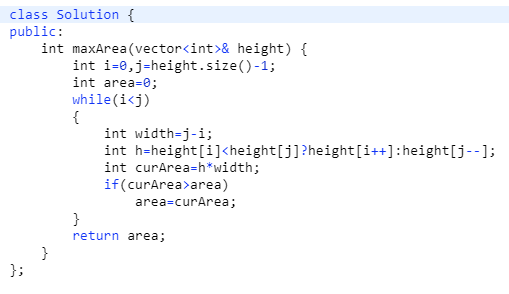 class Solution {
public:
    int maxArea(vector<int>& height) {
        int i=0,j=height.size()-1;
        int area=0;
        while(i<j)
        {
            int width=j-i;
            int h=height[i]<height[j]?height[i++]:height[j--];
            int curArea=h*width;
            if(curArea>area)
                area=curArea;
        }
        return area;
    }
};